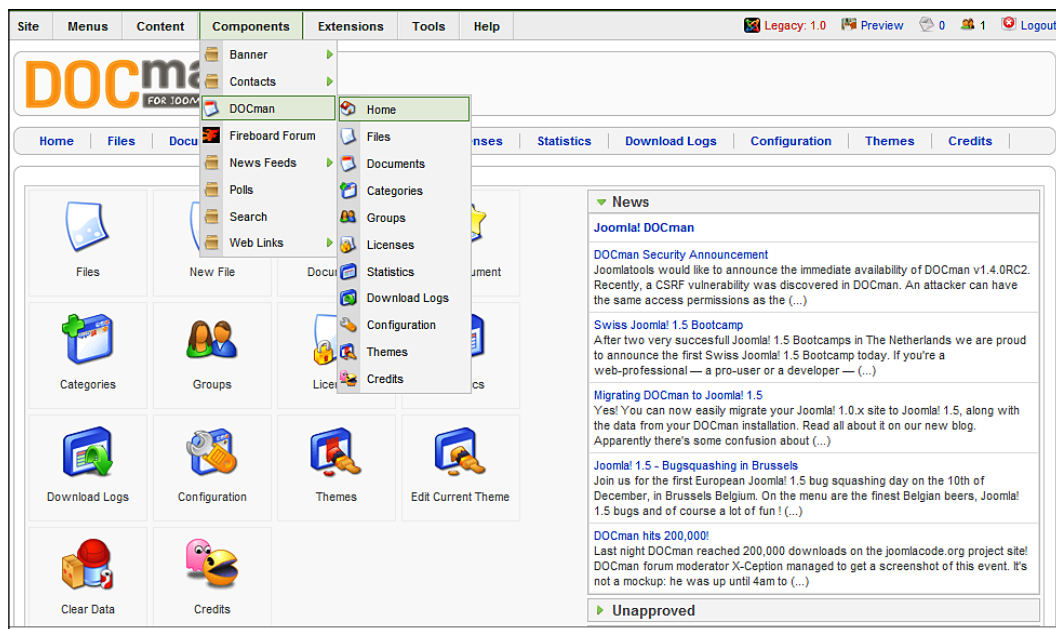 Site Menus Content Components Extensions Tools Help Legacy: 1.0 Preview 0 1 Logout
Banner
Contacts
DOCman
Fireboard Forum
News Feeds
Polls
Search
Web Links
Home
Files
Documents
Categories
Groups
Licenses
Statistics
Download Logs
Configuration
Themes
Credits
DOCma
FOR JOOM
Home Files Docu nses Statistics Download Logs Configuration Themes Credits
Files New File Docu ument
Categories Groups Lice cs
Download Logs Configuration Themes Edit Current Theme
Clear Data Credits
News
Joomla! DOCman
DOCman Security Announcement
Joomlatools would like to announce the immediate availability of DOCman v1.4.0RC2.
Recently, a CSRF vulnerability was discovered in DOCman. An attacker can have
the same access permissions as the (...)
Swiss Joomla! 1.5 Bootcamp
After two very succesfull Joomla! 1.5 Bootcamps in The Netherlands we are proud
to announce the first Swiss Joomla! 1.5 Bootcamp today. If you're a
web-professional — a pro-user or a developer — (...)
Migrating DOCman to Joomla! 1.5
Yes! You can now easily migrate your Joomla! 1.0.x site to Joomla! 1.5, along with
the data from your DOCman installation. Read all about it on our new blog.
Apparently there's some confusion about (...)
Joomla! 1.5 - Bugsquashing in Brussels
Join us for the first European Joomla! 1.5 bug squashing day on the 10th of
December, in Brussels Belgium. On the menu are the finest Belgian beers, Joomla!
1.5 bugs and of course a lot of fun ! (...)
DOCman hits 200,000!
Last night DOCman reached 200,000 downloads on the joomlacode.org project site!
DOCman forum moderator X-Ception managed to get a screenshot of this event. It's
not a mockup: he was up until 4am to (...)
Unapproved